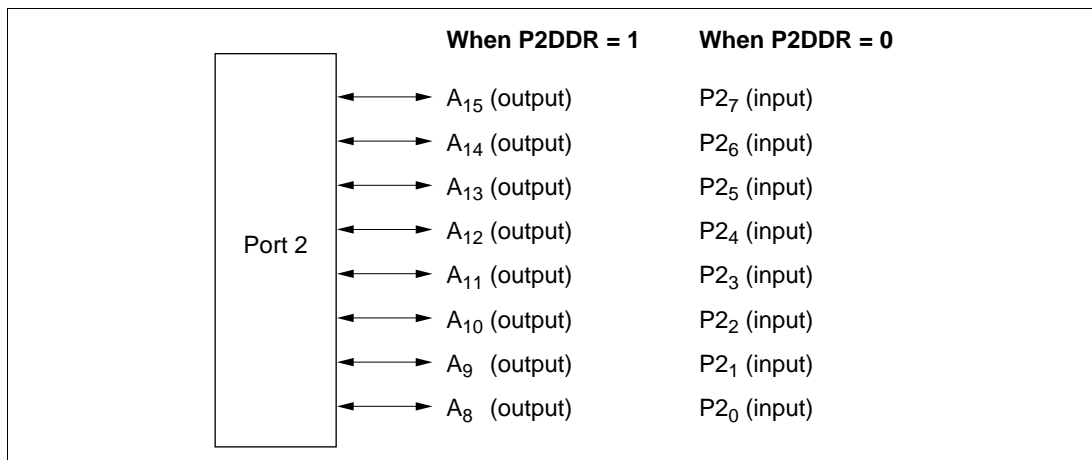 When P2DDR = 1 When P2DDR = 0
A15 (output) P27 (input)
A14 (output) P26 (input)
A13 (output) P25 (input)
A12 (output) P24 (input)
Port 2
A11 (output) P23 (input)
A10 (output) P22 (input)
A9 (output) P21 (input)
A8 (output) P20 (input)